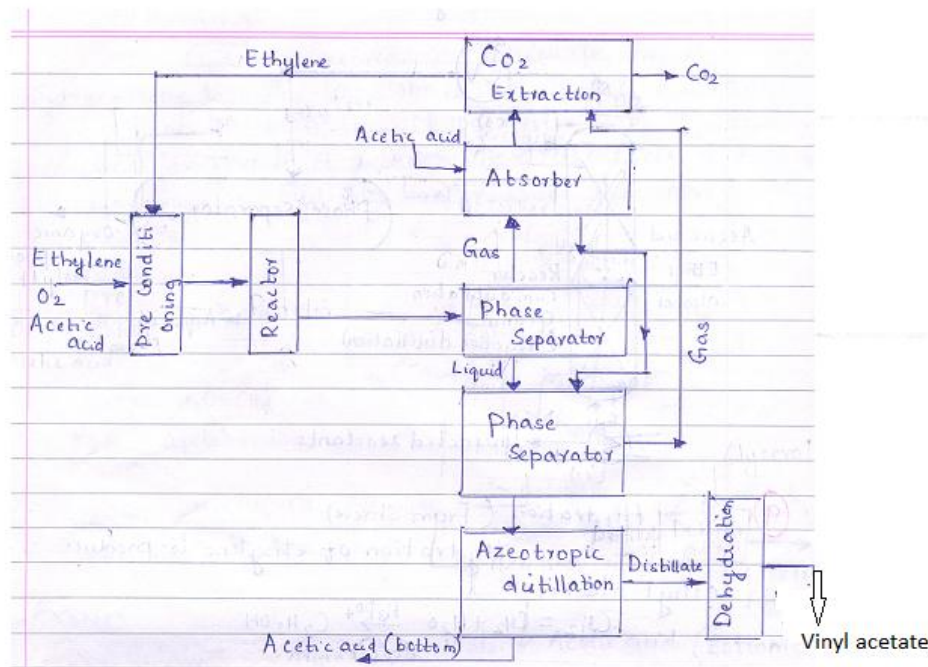 Ethylene
CO2
Extraction
CO2
Acetic acid
Absorber
Gas
Ethylene
O2
Acetic
acid
Pre Conditi
oning
Reactor
Phase
Separator
Gas
Liquid
Phase
Separator
Azeotropic
distillation
Distillate
Dehydiation
Vinyl acetate
Acetic acid (bottom)